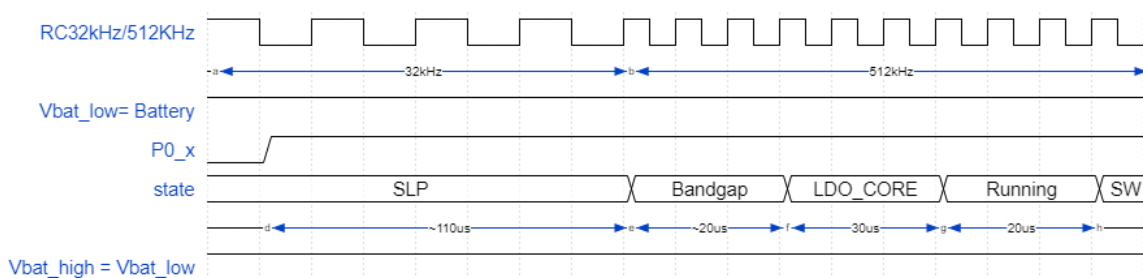 RC32kHz/512KHz
a 32kHz b 512kHz
Vbat_low= Battery
P0_x
state SLP Bandgap LDO_CORE Running SW
d ~110us e ~20us f 30us g 20us h
Vbat_high = Vbat_low